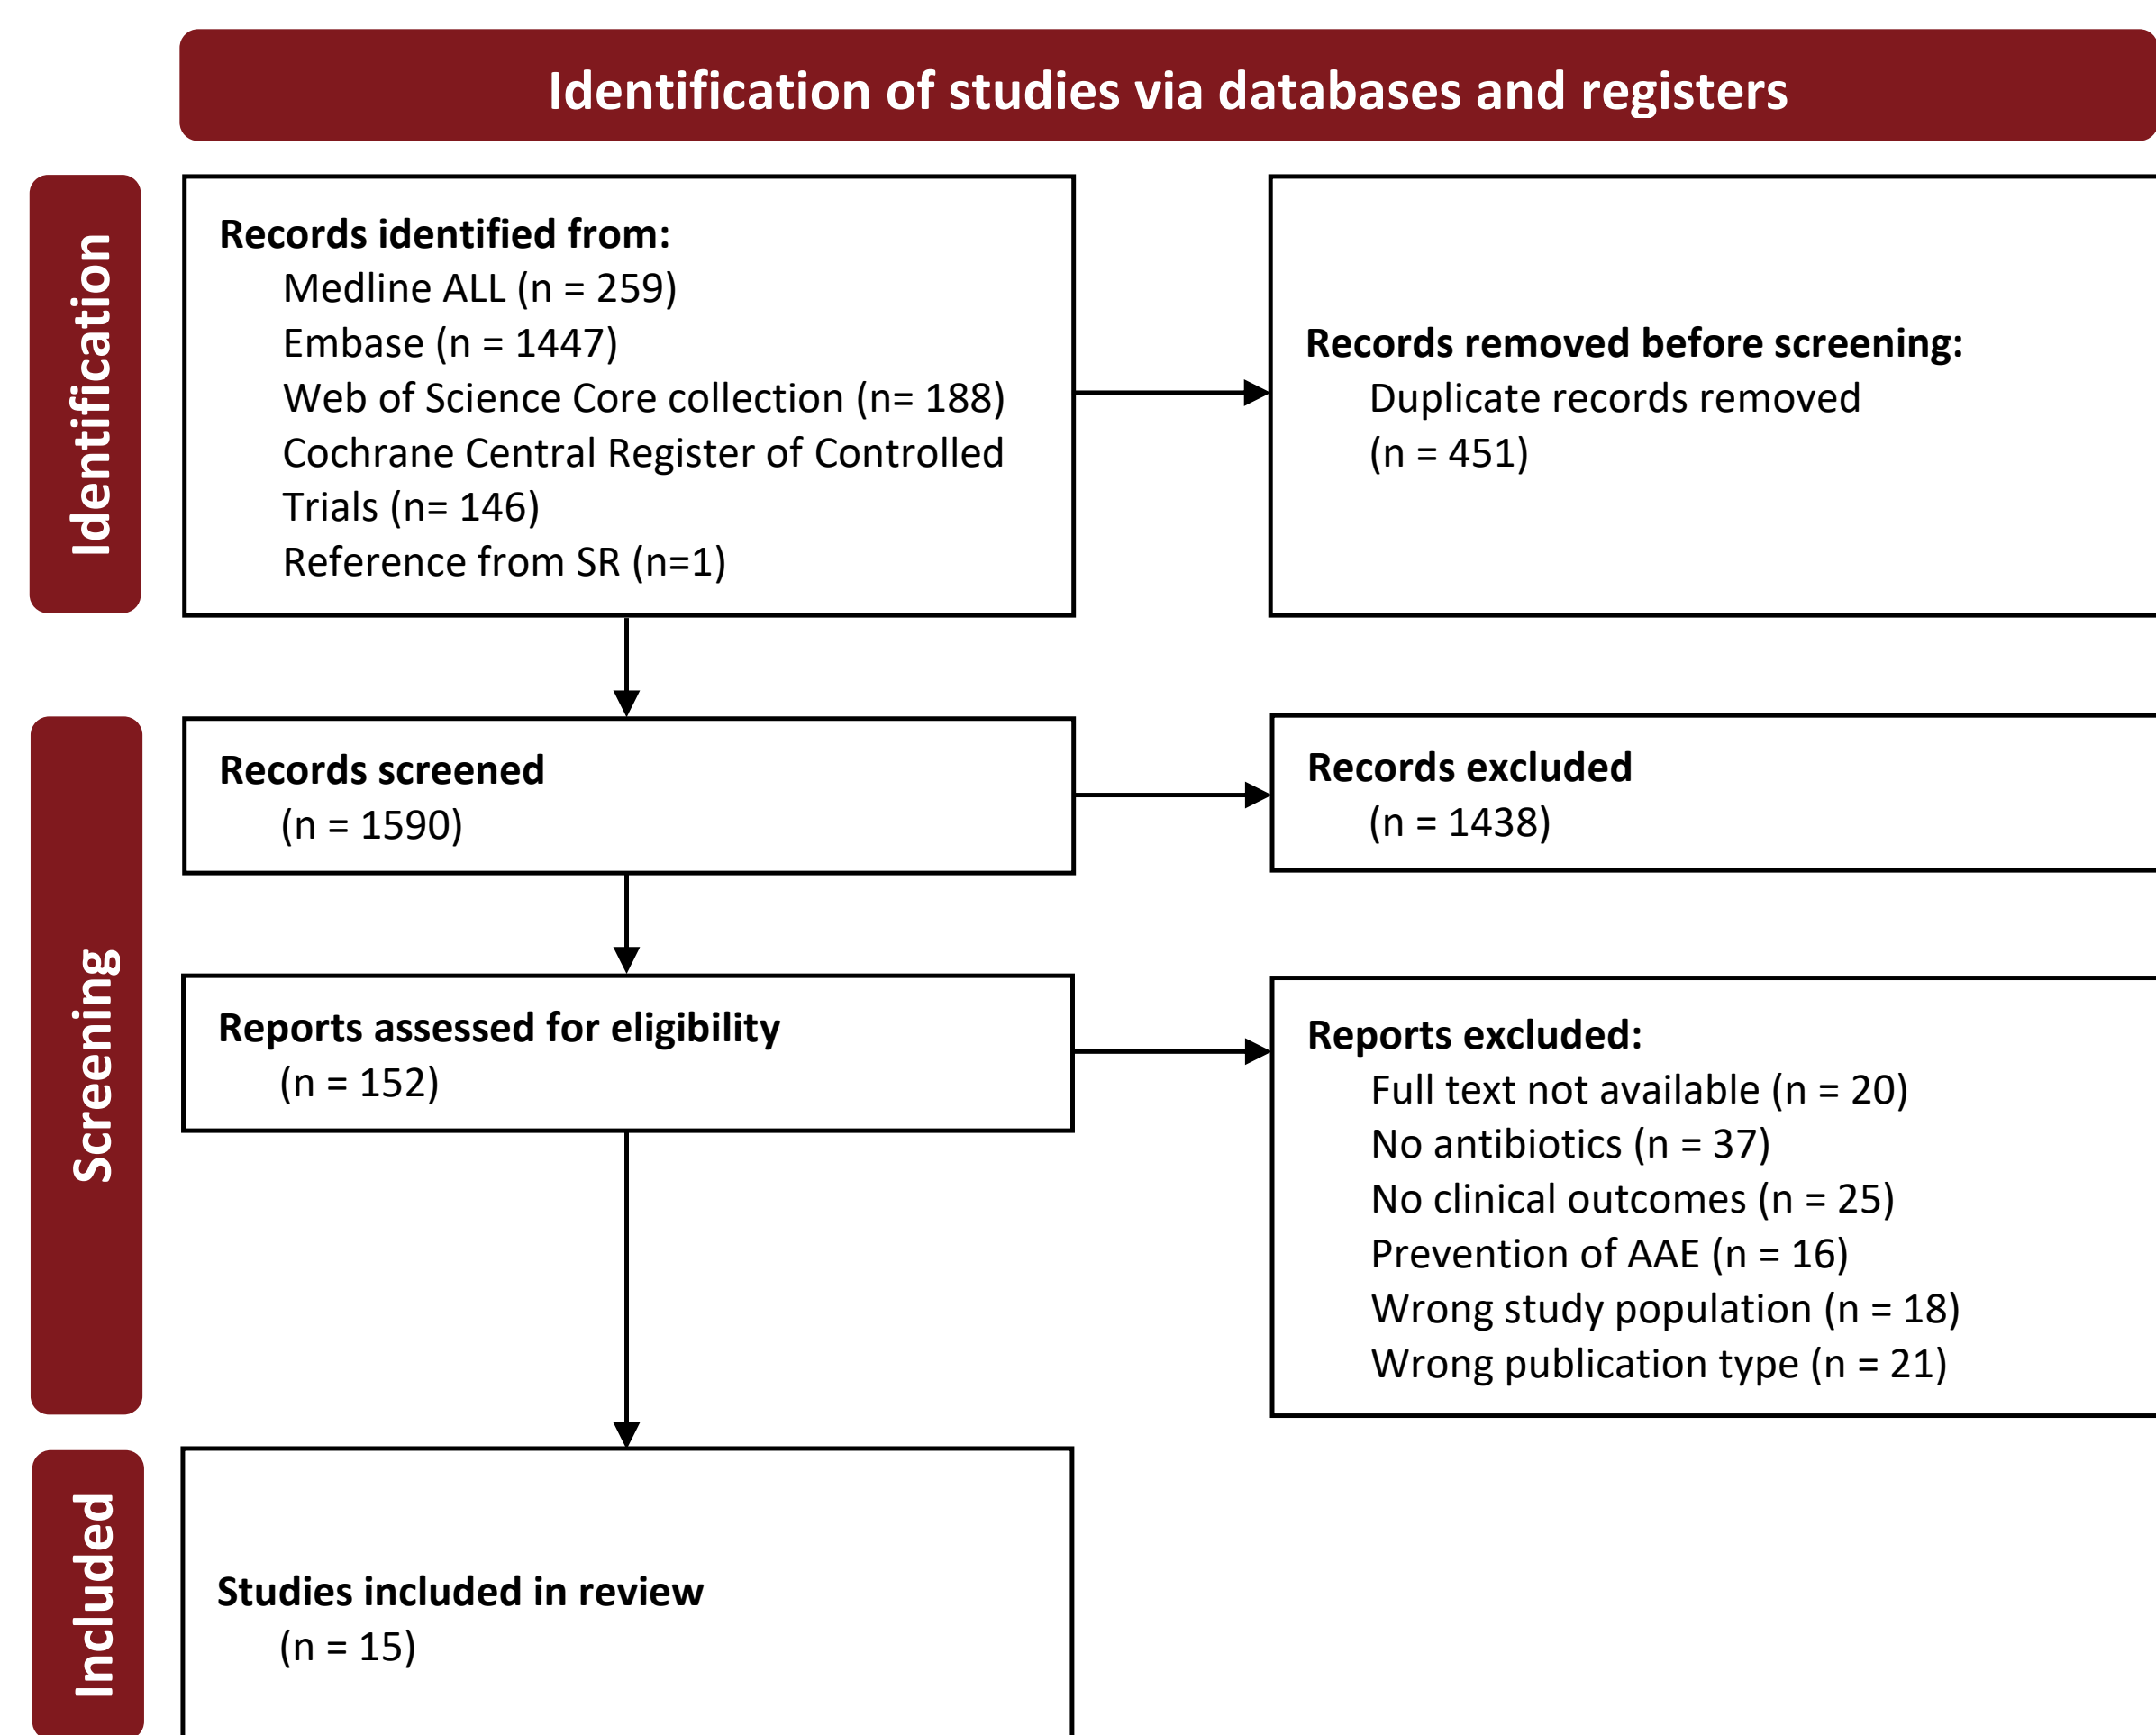 Identification of studies via databases and registers
Identification
Records identified from:
Medline ALL (n = 259)
Embase (n = 1447)
Web of Science Core collection (n= 188)
Cochrane Central Register of Controlled
Trials (n= 146)
Reference from SR (n=1)
Records removed before screening:
Duplicate records removed
(n = 451)
Screening
Records screened
(n = 1590)
Records excluded
(n = 1438)
Reports assessed for eligibility
(n = 152)
Reports excluded:
Full text not available (n = 20)
No antibiotics (n = 37)
No clinical outcomes (n = 25)
Prevention of AAE (n = 16)
Wrong study population (n = 18)
Wrong publication type (n = 21)
Included
Studies included in review
(n = 15)